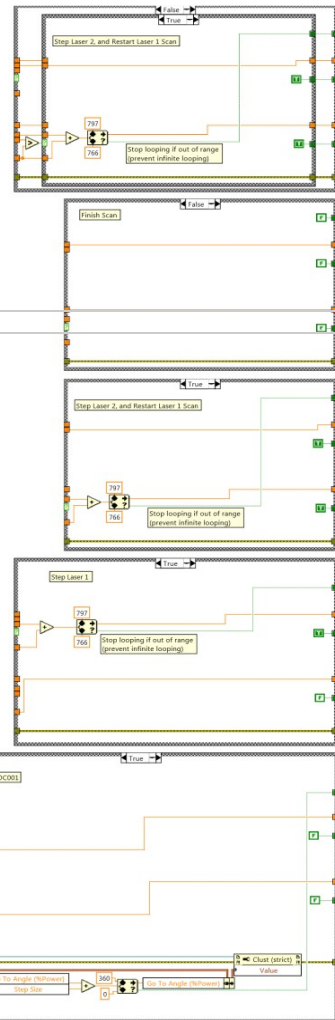 False
True
Step Laser 2, and Restart Laser 1 Scan
797
766
Stop looping if out of range
(prevent infinite looping)
False
Finish Scan
F
F
F
True
Step Laser 2, and Restart Laser 1 Scan
797
766
Stop looping if out of range
(prevent infinite looping)
True
Step Laser 1
797
766
Stop looping if out of range
(prevent infinite looping)
F
True
DC001
F
F
Clust (strict)
Value
To Angle (%Power)
Step Size
360
0
Go To Angle (%Power)